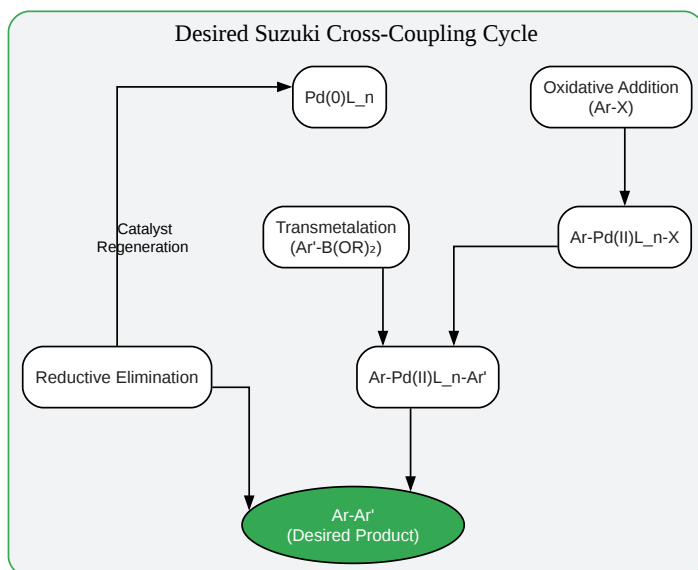 Desired Suzuki Cross-Coupling Cycle
Pd(0)L_n
Oxidative Addition
(Ar-X)
Catalyst
Regeneration
Transmetalation
(Ar'-B(OR)₂)
Ar-Pd(II)L_n-X
Reductive Elimination
Ar-Pd(II)L_n-Ar'
Ar-Ar'
(Desired Product)